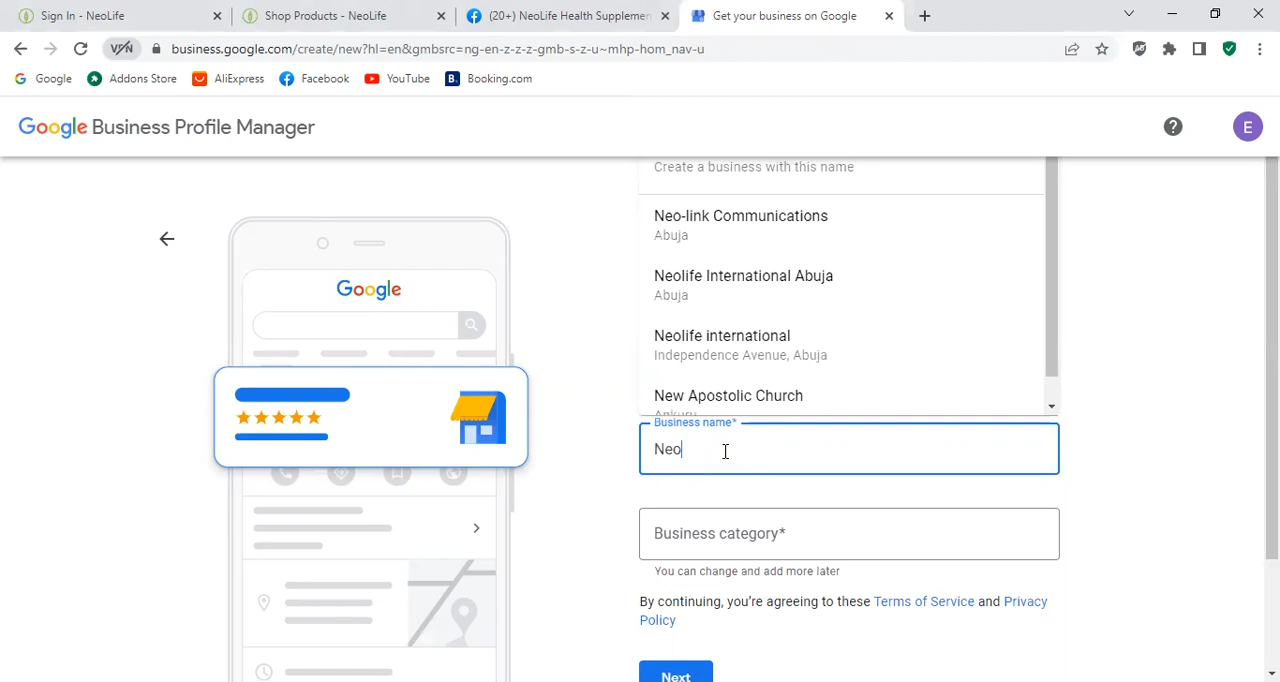 Sign In - NeoLife
Shop Products - NeoLife
(20+) NeoLife Health Supplemen
Get your business on Google
VPN
business.google.com/create/new?hl=en&gmbsrc=ng-en-z-z-z-gmb-s-z-u~mhp-hom_nav-u
Google
Addons Store
AliExpress
Facebook
YouTube
B.
Booking.com
Google Business Profile Manager
E
Create a business with this name
Neo-link Communications
Abuja
Neolife International Abuja
Abuja
Neolife international
Independence Avenue, Abuja
New Apostolic Church
Google
Business name*
Neo
Business category*
You can change and add more later
By continuing, you're agreeing to these Terms of Service and Privacy
Policy
Next